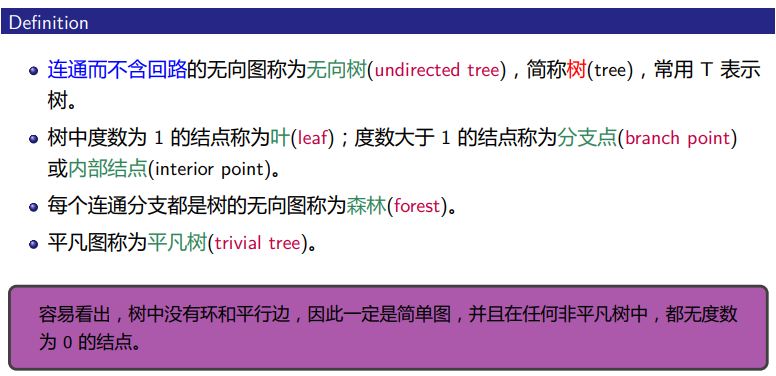 Definition
连通而不含回路的无向图称为无向树(undirected tree)，简称树(tree)，常用 T 表示
树。
树中度数为 1 的结点称为叶(leaf)；度数大于 1 的结点称为分支点(branch point)
或内部结点(interior point)。
每个连通分支都是树的无向图称为森林(forest)。
平凡图称为平凡树(trivial tree)。
容易看出，树中没有环和平行边，因此一定是简单图，并且在任何非平凡树中，都无度数
为 0 的结点。